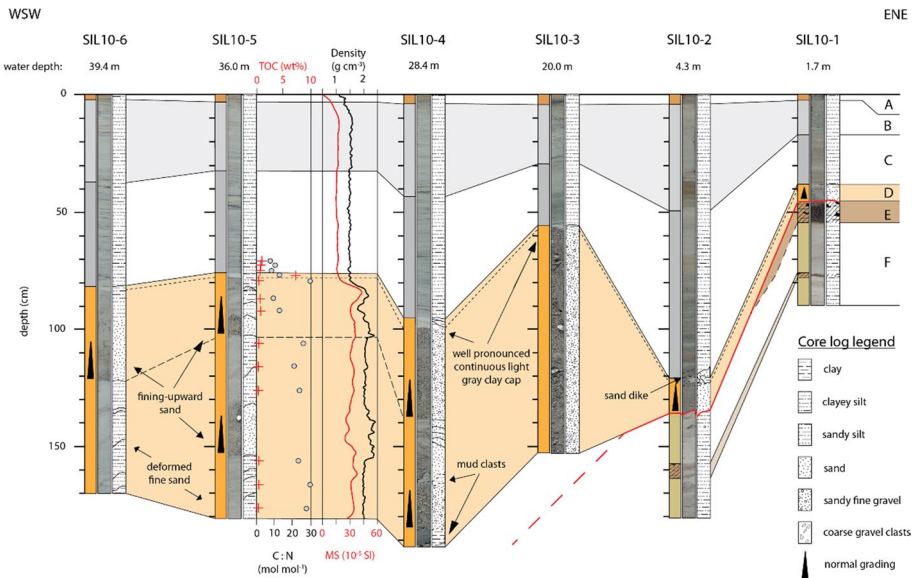 WSW
ENE
SIL10-6
SIL10-5
SIL10-4
SIL10-3
SIL10-2
SIL10-1
water depth:
39.4 m
36.0 m
28.4 m
20.0 m
4.3 m
1.7 m
TOC (wt%)
0 5 10
Density
(g cm⁻³)
1 2
0
50
100
150
depth (cm)
A
B
C
D
E
F
fining-upward
sand
deformed
fine sand
well pronounced
continuous light
gray clay cap
mud clasts
sand dike
0 10 20 30
C : N
(mol mol⁻¹)
0 30 60
MS (10⁻⁵ SI)
Core log legend
clay
clayey silt
sandy silt
sand
sandy fine gravel
coarse gravel clasts
normal grading